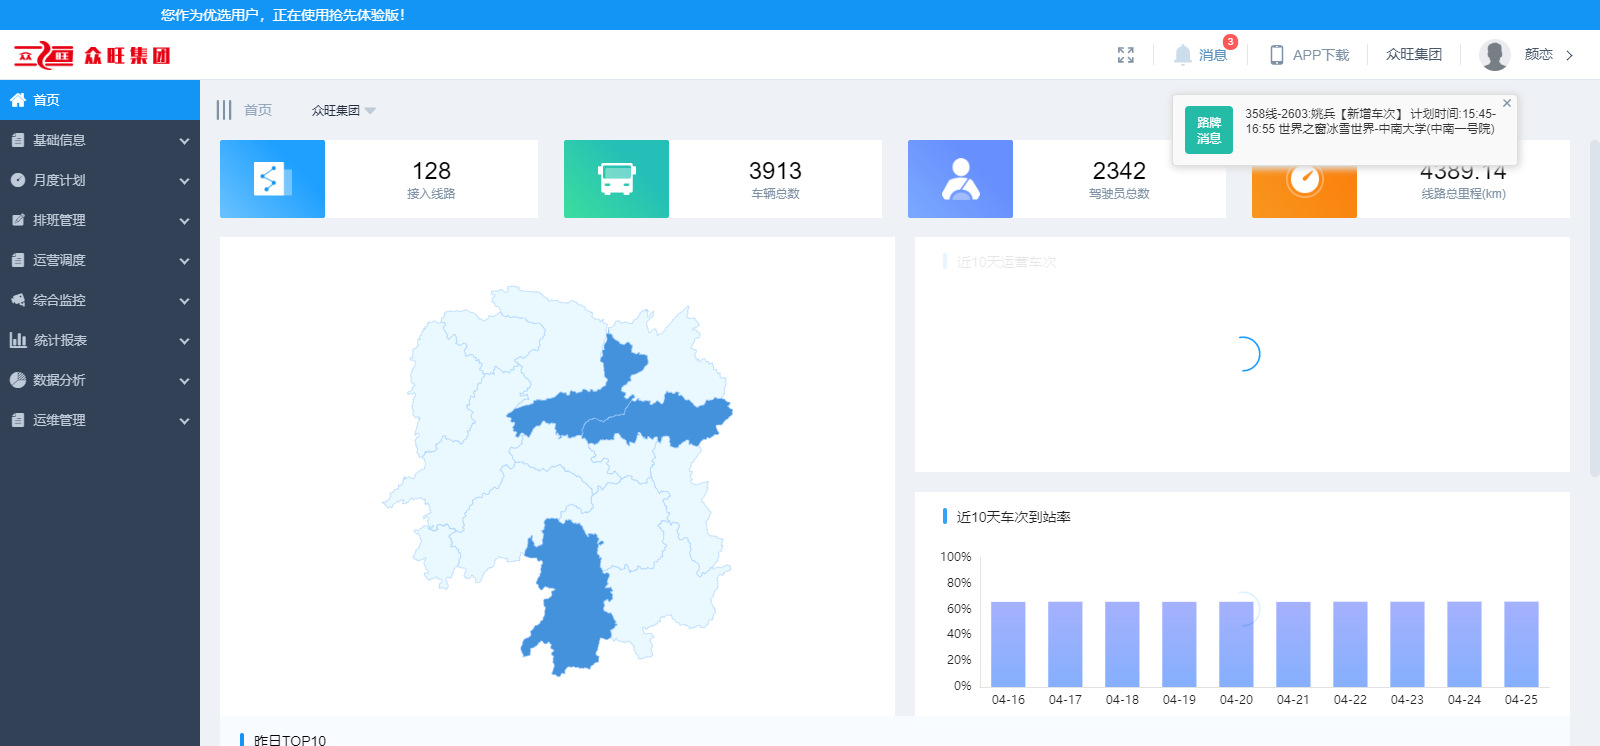 您作为优选用户，正在使用抢先体验版！
众旺
众旺集团
消息
3
APP下载
众旺集团
颜恋
首页
基础信息
月度计划
排班管理
运营调度
综合监控
统计报表
数据分析
运维管理
首页
众旺集团
路牌
消息
358线-2603:姚兵【新增车次】 计划时间:15:45-
16:55 世界之窗冰雪世界-中南大学(中南一号院)
128
接入线路
3913
车辆总数
2342
驾驶员总数
4389.14
线路总里程(km)
近10天运营车次
近10天车次到站率
100%
80%
60%
40%
20%
0%
04-16 04-17 04-18 04-19 04-20 04-21 04-22 04-23 04-24 04-25
昨日TOP10